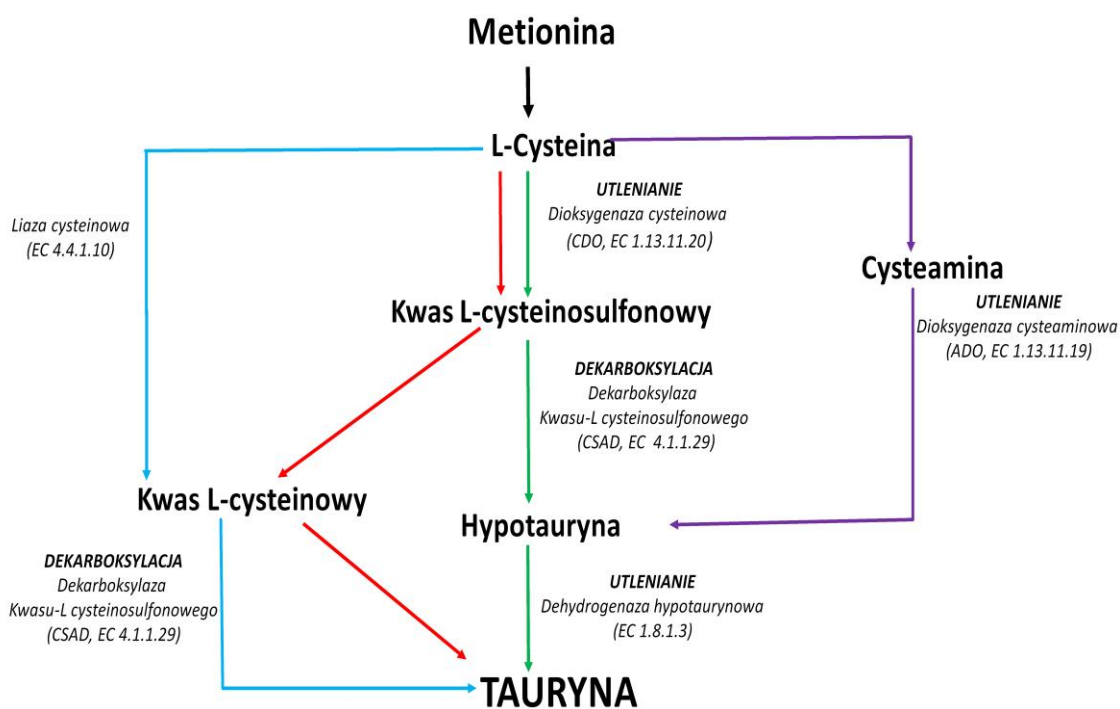 Metionina
L-Cysteina
UTLENIANIE
Dioksygenaza cysteinowa
(CDO, EC 1.13.11.20)
Liaza cysteinowa
(EC 4.4.1.10)
Cysteamina
UTLENIANIE
Dioksygenaza cysteaminowa
(ADO, EC 1.13.11.19)
Kwas L-cysteinosulfonowy
DEKARBOKSYLACJA
Dekarboksylaza
Kwasu-L cysteinosulfonowego
(CSAD, EC 4.1.1.29)
Kwas L-cysteinowy
Hypotauryna
DEKARBOKSYLACJA
Dekarboksylaza
Kwasu-L cysteinosulfonowego
(CSAD, EC 4.1.1.29)
UTLENIANIE
Dehydrogenaza hypotaurynowa
(EC 1.8.1.3)
TAURYNA